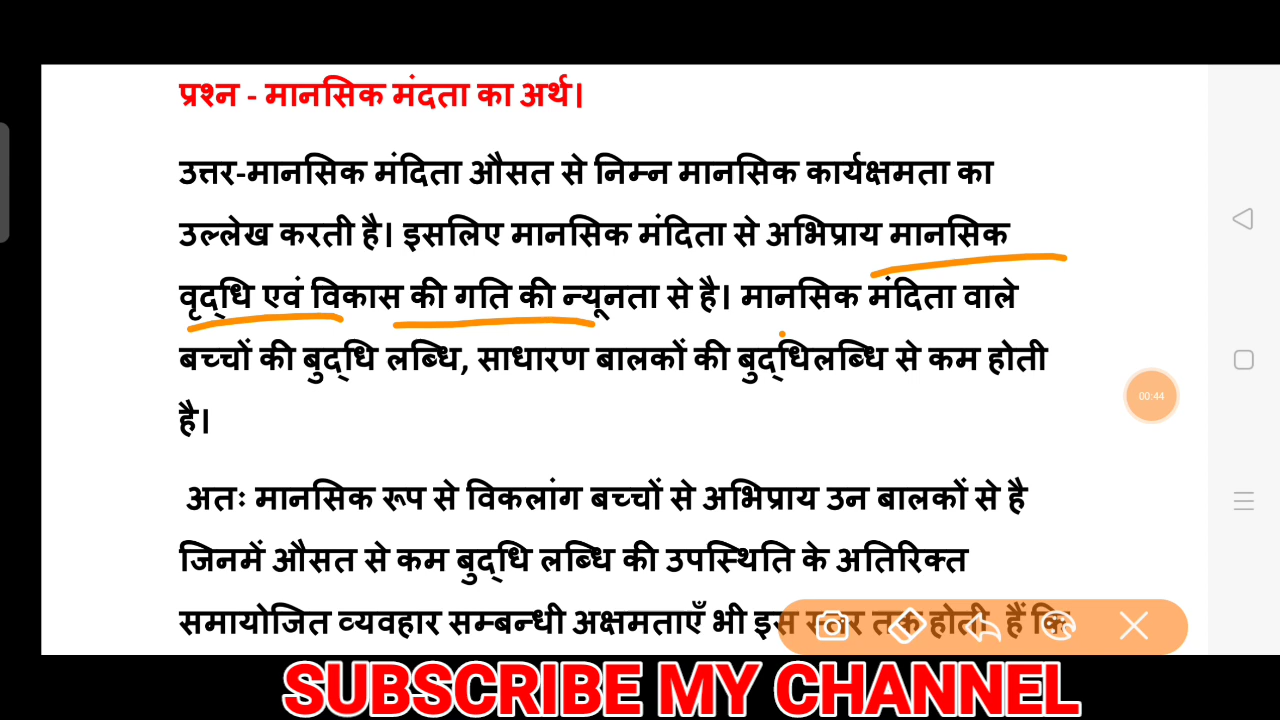 प्रश्न - मानसिक मंदता का अर्थ।
उत्तर-मानसिक मंदिता औसत से निम्न मानसिक कार्यक्षमता का
उल्लेख करती है। इसलिए मानसिक मंदिता से अभिप्राय मानसिक
वृद्धि एवं विकास की गति की न्यूनता से है। मानसिक मंदिता वाले
बच्चों की बुद्धि लब्धि, साधारण बालकों की बुद्धिलब्धि से कम होती
है।
अतः मानसिक रूप से विकलांग बच्चों से अभिप्राय उन बालकों से है
जिनमें औसत से कम बुद्धि लब्धि की उपस्थिति के अतिरिक्त
समायोजित व्यवहार सम्बन्धी अक्षमताएँ भी इस स्तर तक होती हैं कि
00:44
SUBSCRIBE MY CHANNEL